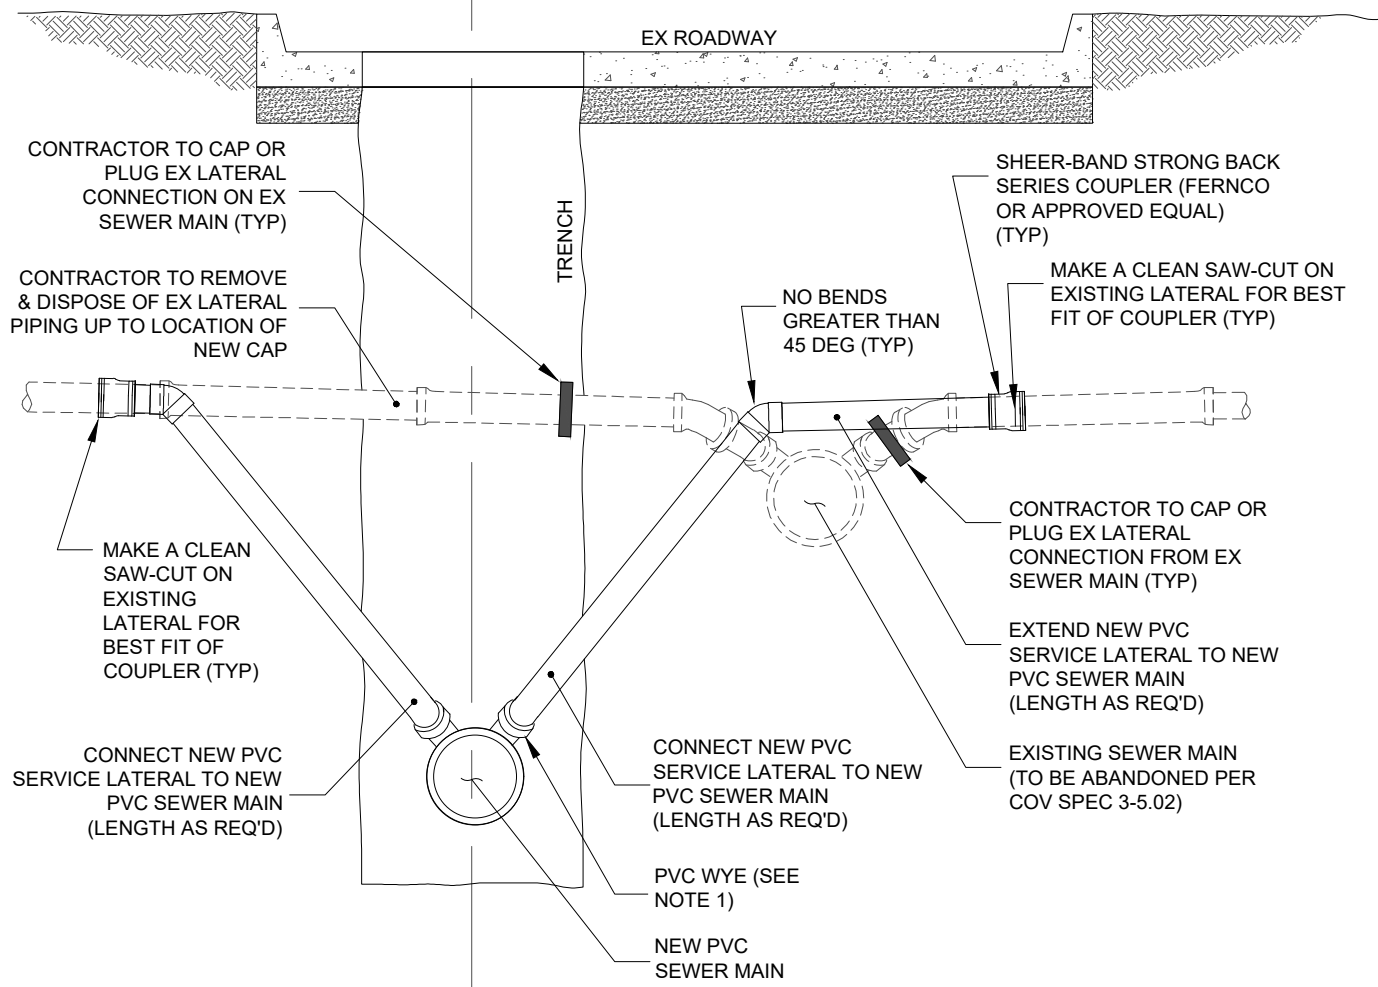 EX ROADWAY
CONTRACTOR TO CAP OR
PLUG EX LATERAL
CONNECTION ON EX
SEWER MAIN (TYP)
TRENCH
SHEER-BAND STRONG BACK
SERIES COUPLER (FERNCO
OR APPROVED EQUAL)
(TYP)
CONTRACTOR TO REMOVE
& DISPOSE OF EX LATERAL
PIPING UP TO LOCATION OF
NEW CAP
NO BENDS
GREATER THAN
45 DEG (TYP)
MAKE A CLEAN SAW-CUT ON
EXISTING LATERAL FOR BEST
FIT OF COUPLER (TYP)
MAKE A CLEAN
SAW-CUT ON
EXISTING
LATERAL FOR
BEST FIT OF
COUPLER (TYP)
CONTRACTOR TO CAP OR
PLUG EX LATERAL
CONNECTION FROM EX
SEWER MAIN (TYP)
EXTEND NEW PVC
SERVICE LATERAL TO NEW
PVC SEWER MAIN
(LENGTH AS REQ'D)
CONNECT NEW PVC
SERVICE LATERAL TO NEW
PVC SEWER MAIN
(LENGTH AS REQ'D)
CONNECT NEW PVC
SERVICE LATERAL TO NEW
PVC SEWER MAIN
(LENGTH AS REQ'D)
EXISTING SEWER MAIN
(TO BE ABANDONED PER
COV SPEC 3-5.02)
PVC WYE (SEE
NOTE 1)
NEW PVC
SEWER MAIN